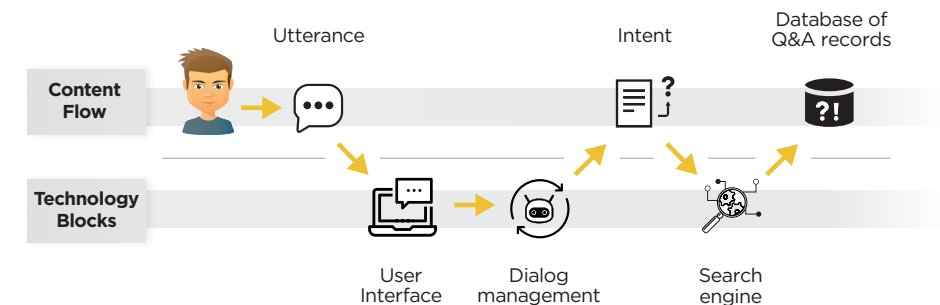 Utterance
Intent
Database of
Q&A records
Content
Flow
?
?!
Technology
Blocks
User
Interface
Dialog
management
Search
engine